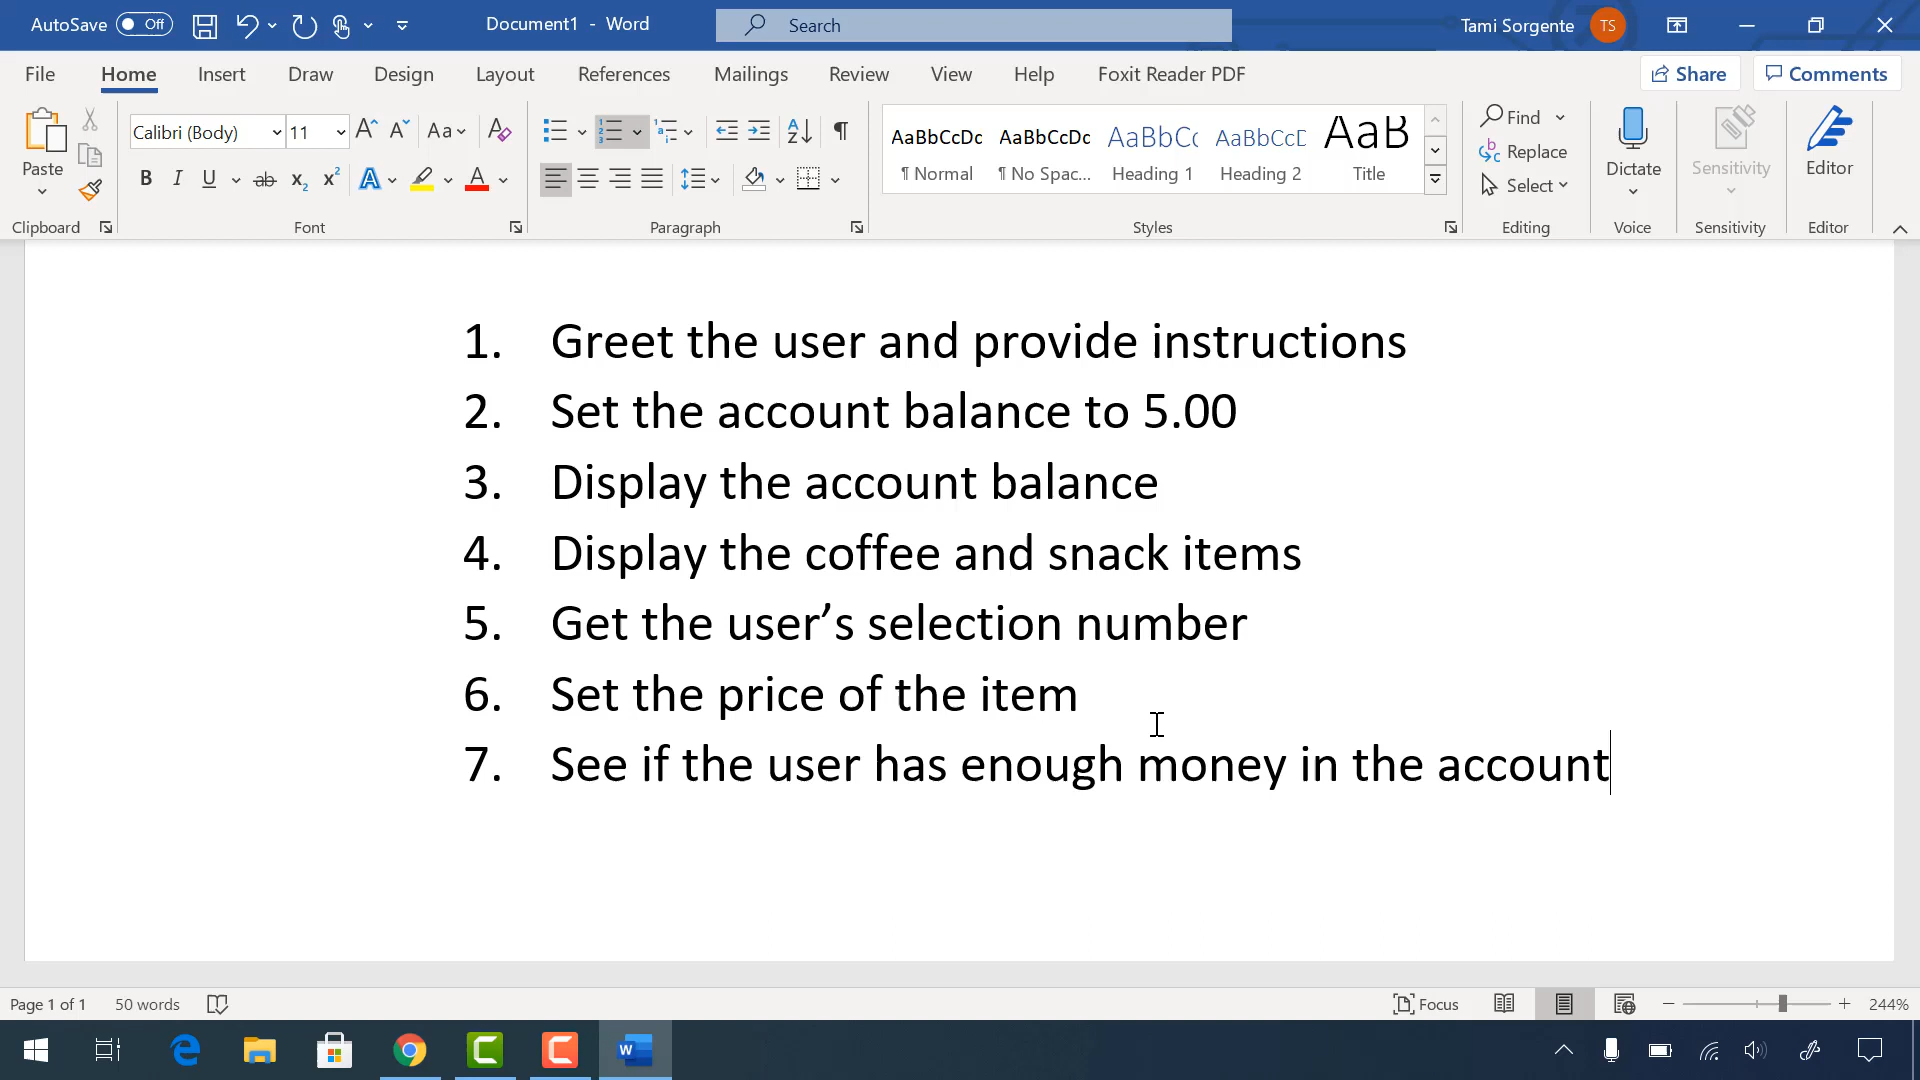 AutoSave Off Document1 - Word Search Tami Sorgente TS
File Home Insert Draw Design Layout References Mailings Review View Help Foxit Reader PDF Share Comments
Paste
Calibri (Body) 11 Aa
B I U ab x2 x2 A A
AaBbCcDc AaBbCcDc AaBbCc AaBbCcD AaB
¶ Normal ¶ No Spac... Heading 1 Heading 2 Title
Find
Replace
Select
Dictate Sensitivity Editor
Clipboard Font Paragraph Styles Editing Voice Sensitivity Editor
1. Greet the user and provide instructions
2. Set the account balance to 5.00
3. Display the account balance
4. Display the coffee and snack items
5. Get the user’s selection number
6. Set the price of the item
7. See if the user has enough money in the account
Page 1 of 1 50 words Focus 244%